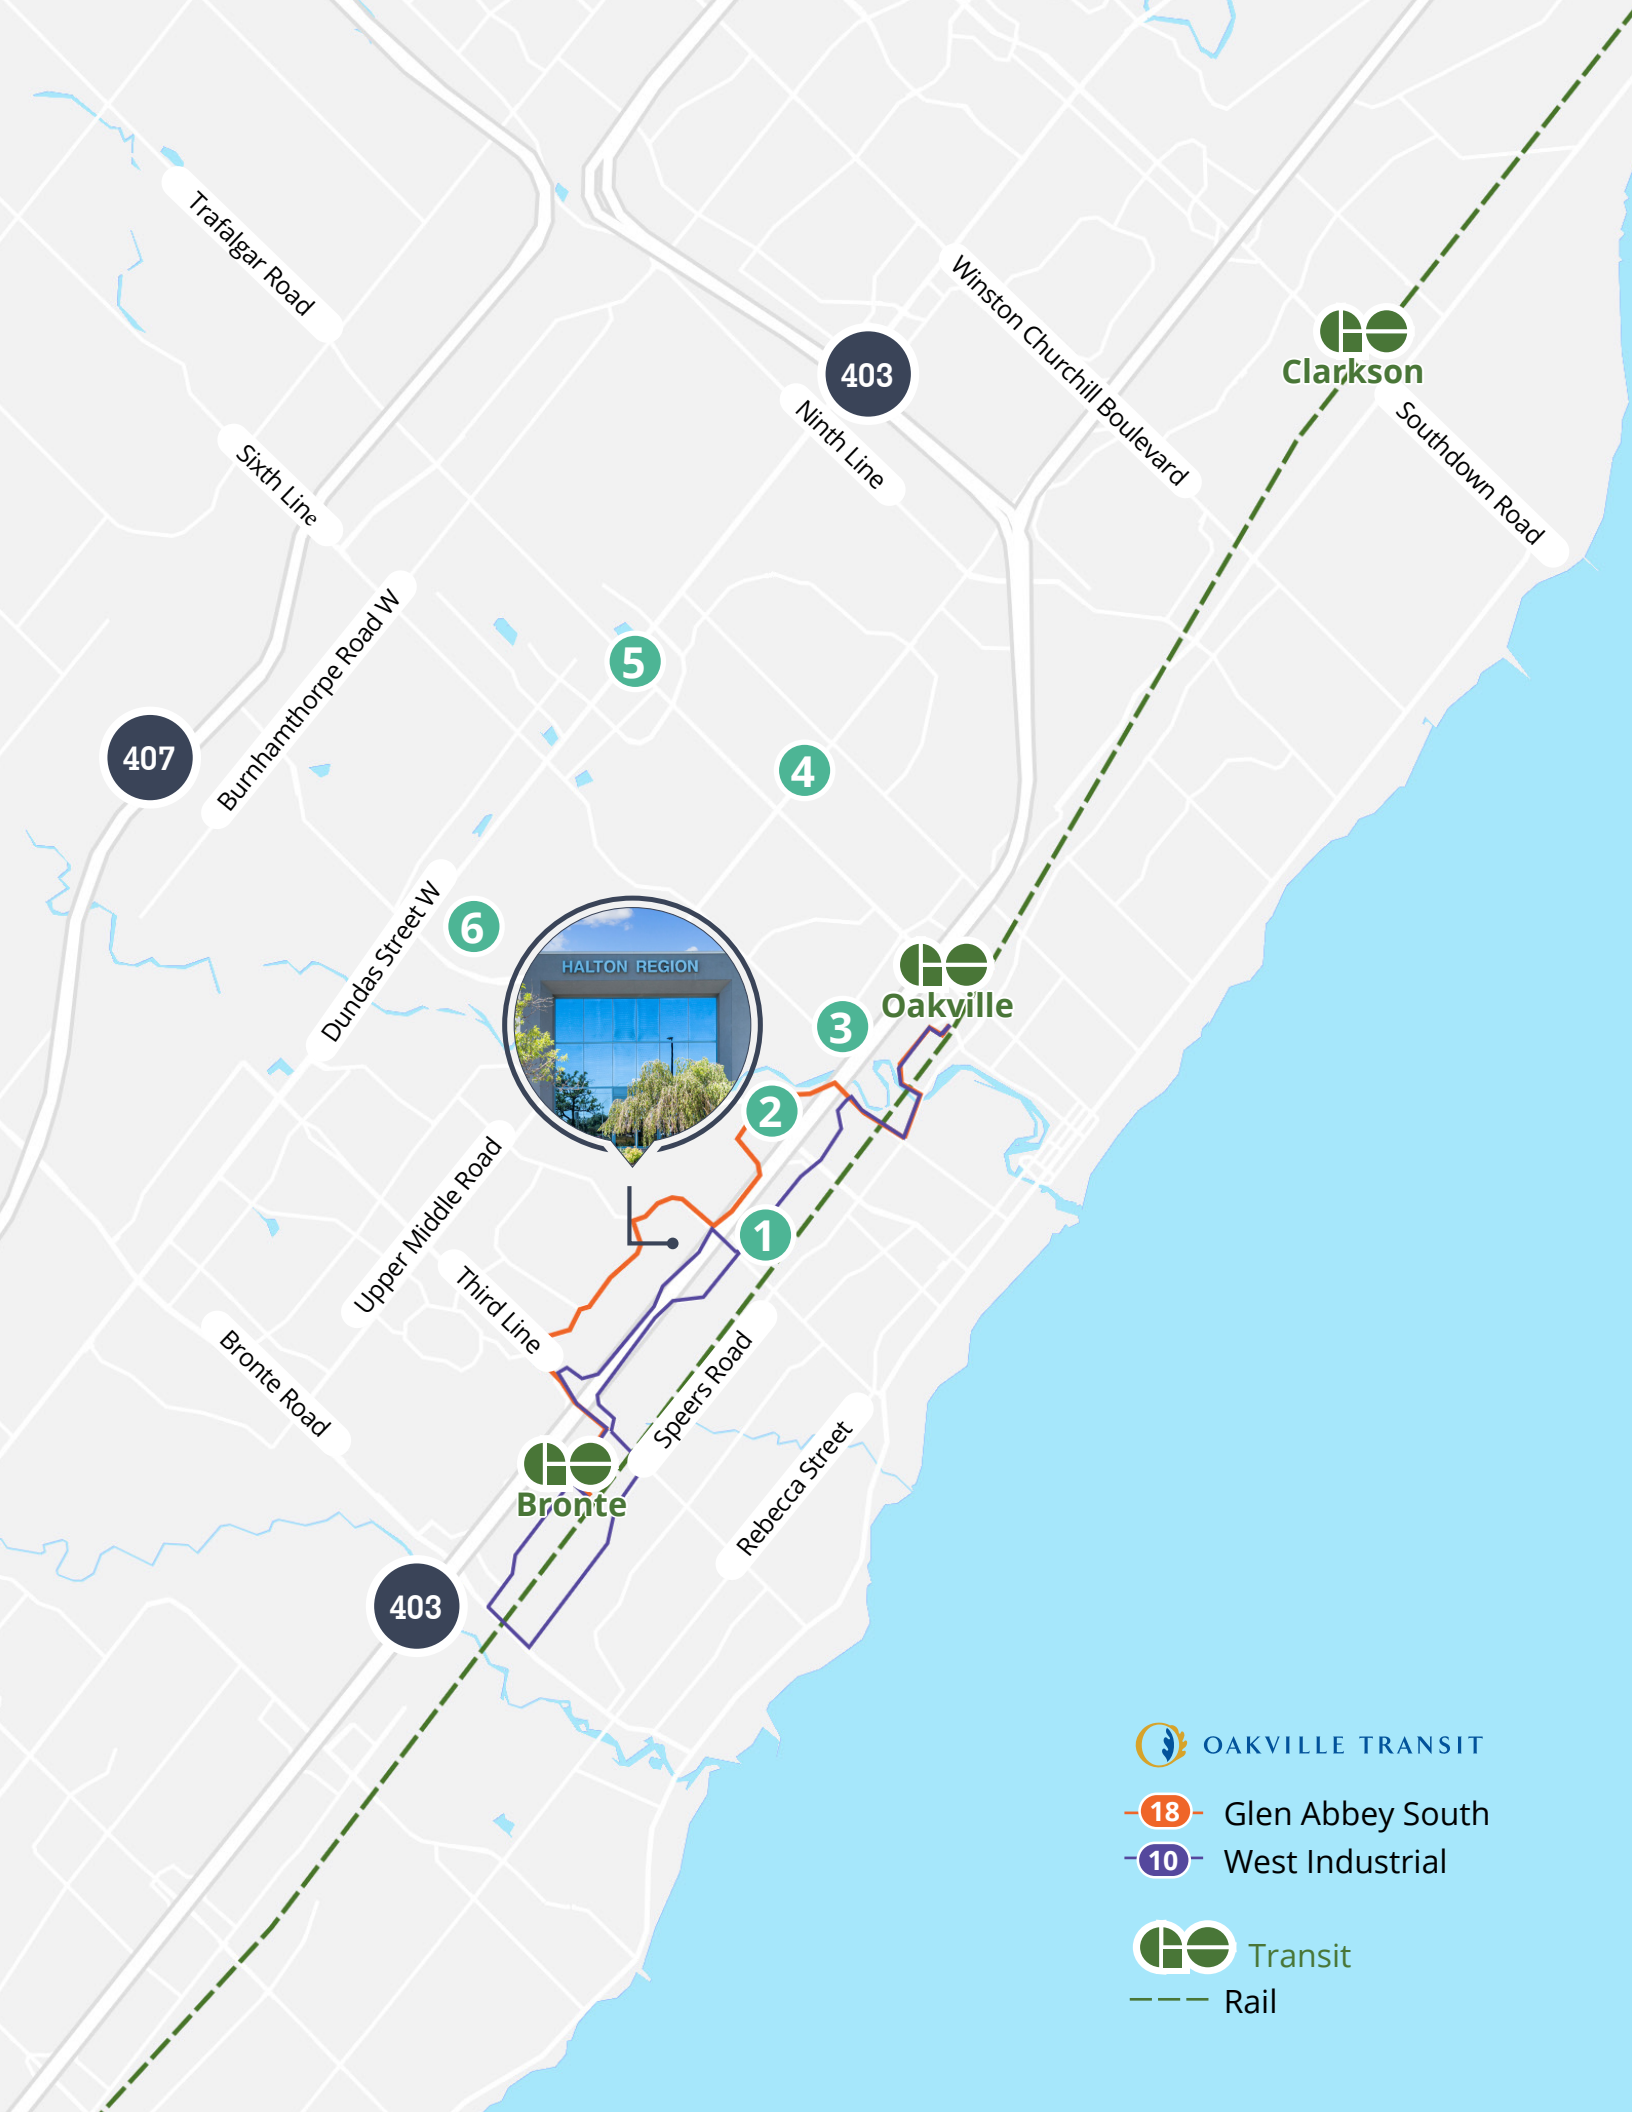 Trafalgar Road
Winston Churchill Boulevard
Clarkson
403
Ninth Line
Southdown Road
Sixth Line
Burnhamthorpe Road W
5
407
4
Dundas Street W
6
HALTON REGION
Oakville
3
2
Upper Middle Road
1
Third Line
Bronte Road
Speers Road
Rebecca Street
Bronte
403
OAKVILLE TRANSIT
18 Glen Abbey South
10 West Industrial
GO Transit
Rail